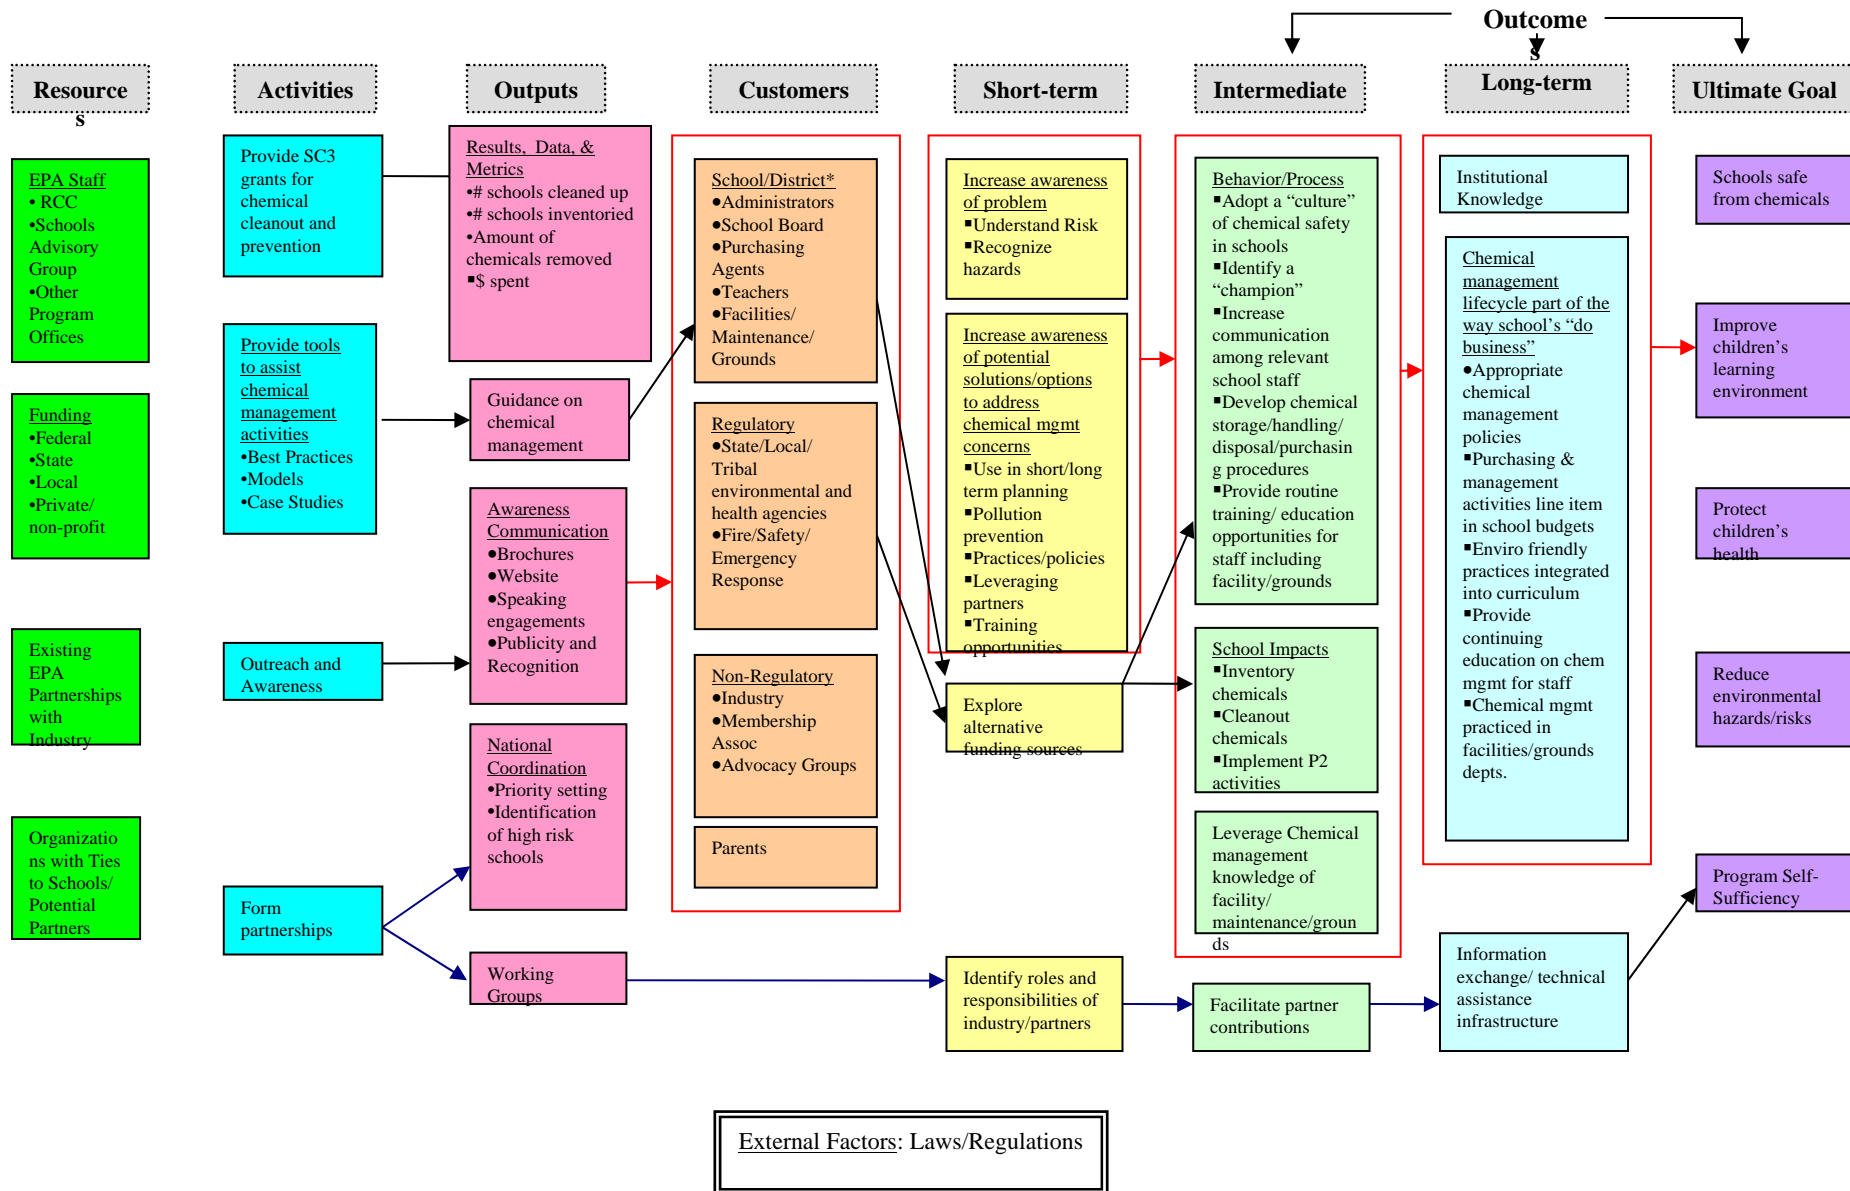 Outcome
s
Resource
s
Activities
Outputs
Customers
Short-term
Intermediate
Long-term
Ultimate Goal
EPA Staff
• RCC
•Schools
Advisory
Group
•Other
Program
Offices
Funding
•Federal
•State
•Local
•Private/
non-profit
Existing
EPA
Partnerships
with
Industry
Organizatio
ns with Ties
to Schools/
Potential
Partners
Provide SC3
grants for
chemical
cleanout and
prevention
Provide tools
to assist
chemical
management
activities
•Best Practices
•Models
•Case Studies
Outreach and
Awareness
Form
partnerships
Results, Data, &
Metrics
•# schools cleaned up
•# schools inventoried
•Amount of
chemicals removed
▪$ spent
Guidance on
chemical
management
Awareness
Communication
●Brochures
●Website
●Speaking
engagements
●Publicity and
Recognition
National
Coordination
•Priority setting
•Identification
of high risk
schools
Working
Groups
School/District*
●Administrators
●School Board
●Purchasing
Agents
●Teachers
●Facilities/
Maintenance/
Grounds
Regulatory
●State/Local/
Tribal
environmental and
health agencies
●Fire/Safety/
Emergency
Response
Non-Regulatory
●Industry
●Membership
Assoc
●Advocacy Groups
Parents
Increase awareness
of problem
▪Understand Risk
▪Recognize
hazards
Increase awareness
of potential
solutions/options
to address
chemical mgmt
concerns
▪Use in short/long
term planning
▪Pollution
prevention
▪Practices/policies
▪Leveraging
partners
▪Training
opportunities
Explore
alternative
funding sources
Identify roles and
responsibilities of
industry/partners
Behavior/Process
▪Adopt a “culture”
of chemical safety
in schools
▪Identify a
“champion”
▪Increase
communication
among relevant
school staff
▪Develop chemical
storage/handling/
disposal/purchasin
g procedures
▪Provide routine
training/ education
opportunities for
staff including
facility/grounds
School Impacts
▪Inventory
chemicals
▪Cleanout
chemicals
▪Implement P2
activities
Leverage Chemical
management
knowledge of
facility/
maintenance/groun
ds
Facilitate partner
contributions
Institutional
Knowledge
Chemical
management
lifecycle part of the
way school’s “do
business”
●Appropriate
chemical
management
policies
▪Purchasing &
management
activities line item
in school budgets
▪Enviro friendly
practices integrated
into curriculum
▪Provide
continuing
education on chem
mgmt for staff
▪Chemical mgmt
practiced in
facilities/grounds
depts.
Information
exchange/ technical
assistance
infrastructure
Schools safe
from chemicals
Improve
children’s
learning
environment
Protect
children’s
health
Reduce
environmental
hazards/risks
Program Self-
Sufficiency
External Factors: Laws/Regulations